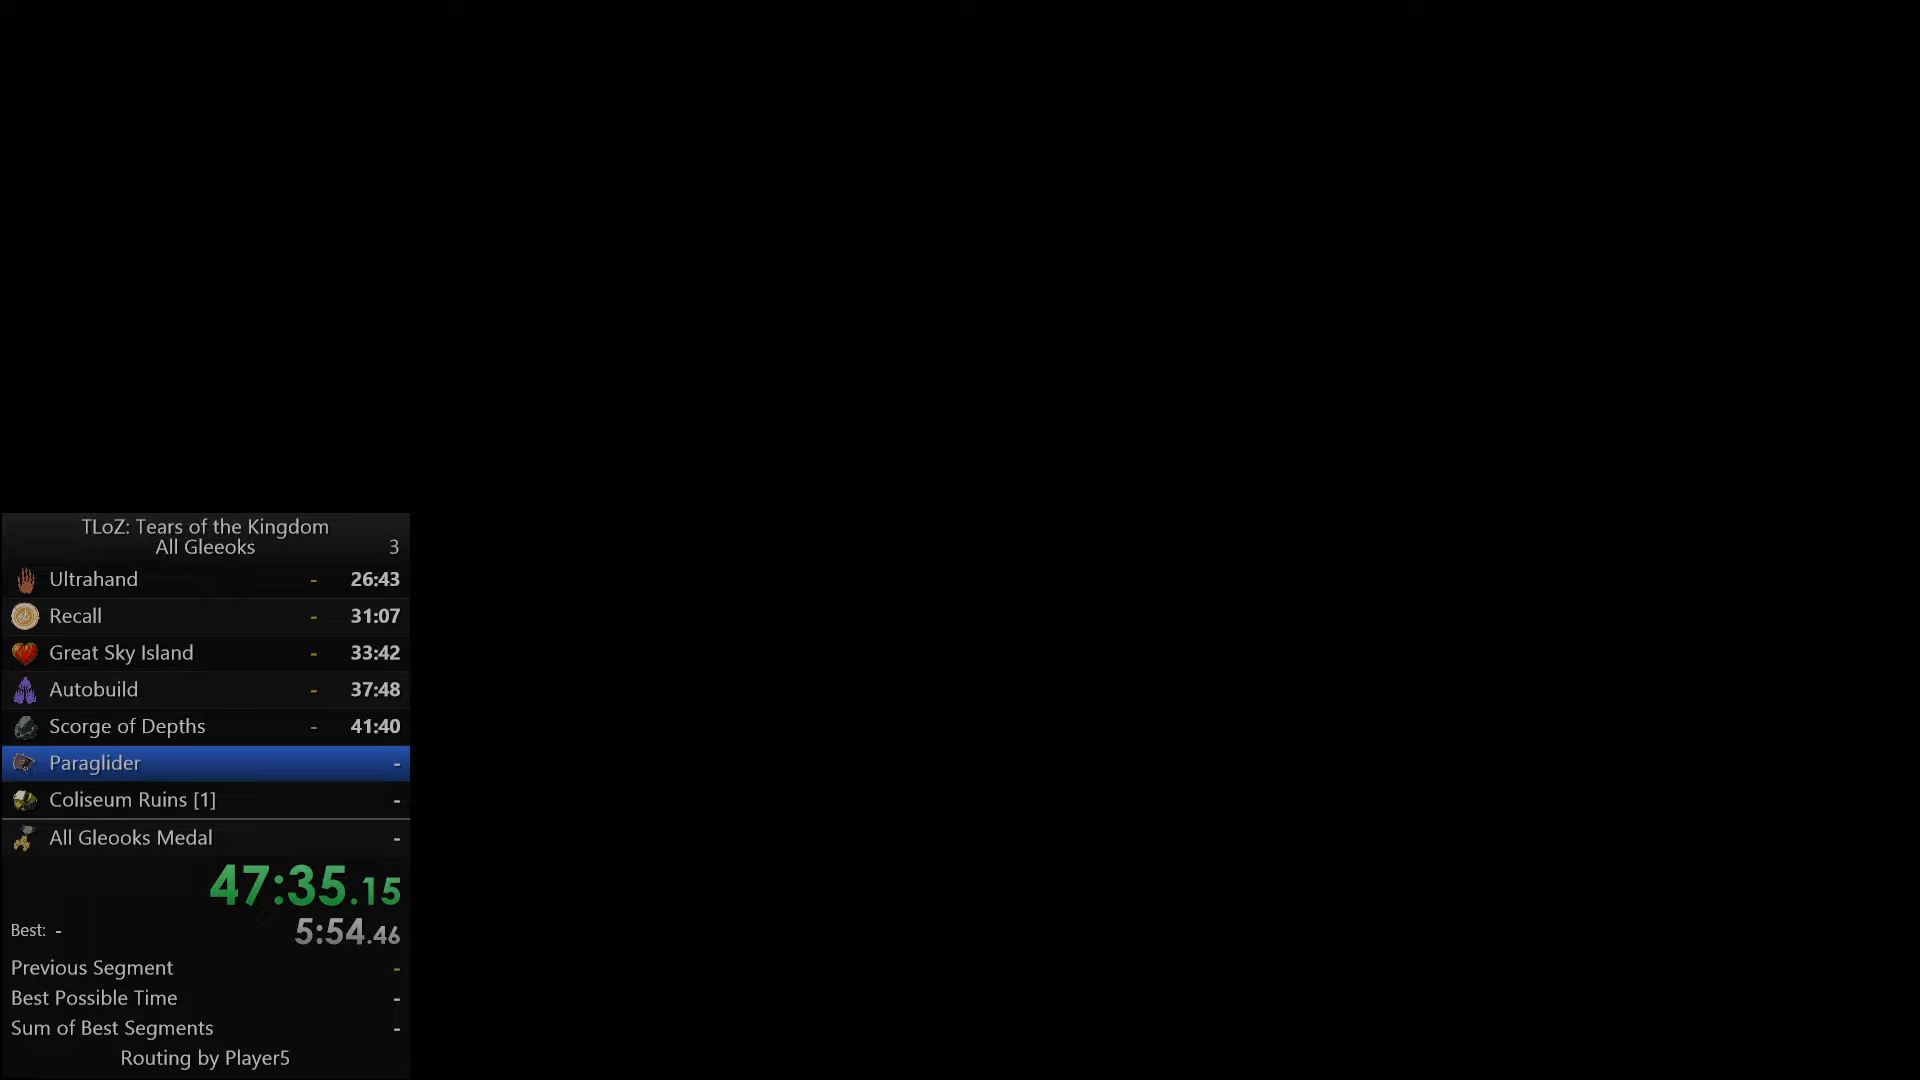 TLoZ: Tears of the Kingdom
All Gleeoks 3
Ultrahand - 26:43
Recall - 31:07
Great Sky Island - 33:42
Autobuild - 37:48
Scorge of Depths - 41:40
Paraglider -
Coliseum Ruins [1] -
All Gleooks Medal -
47:35.15
Best: - 5:54.46
Previous Segment -
Best Possible Time -
Sum of Best Segments -
Routing by Player5